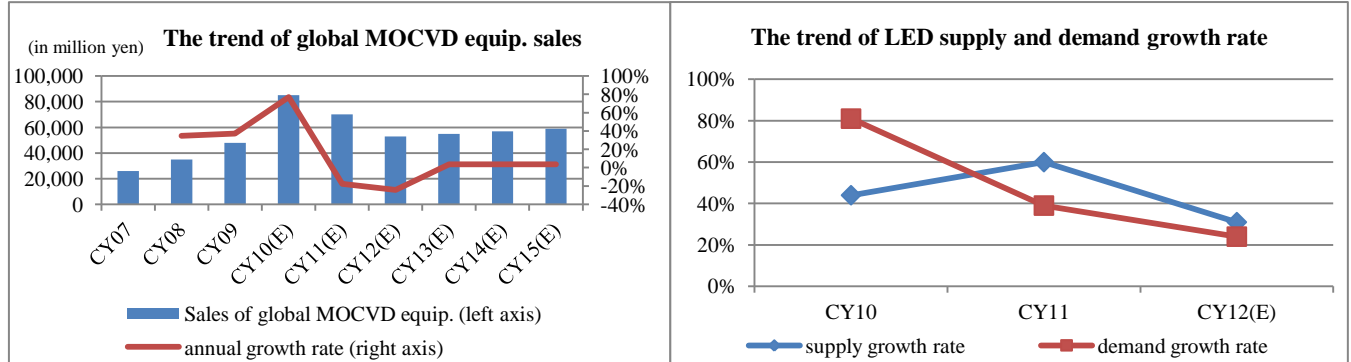 (in million yen)
The trend of global MOCVD equip. sales
100,000
80,000
60,000
40,000
20,000
0
100%
80%
60%
40%
20%
0%
-20%
-40%
CY07
CY08
CY09
CY10(E)
CY11(E)
CY12(E)
CY13(E)
CY14(E)
CY15(E)
Sales of global MOCVD equip. (left axis)
annual growth rate (right axis)
The trend of LED supply and demand growth rate
100%
80%
60%
40%
20%
0%
CY10
CY11
CY12(E)
supply growth rate
demand growth rate